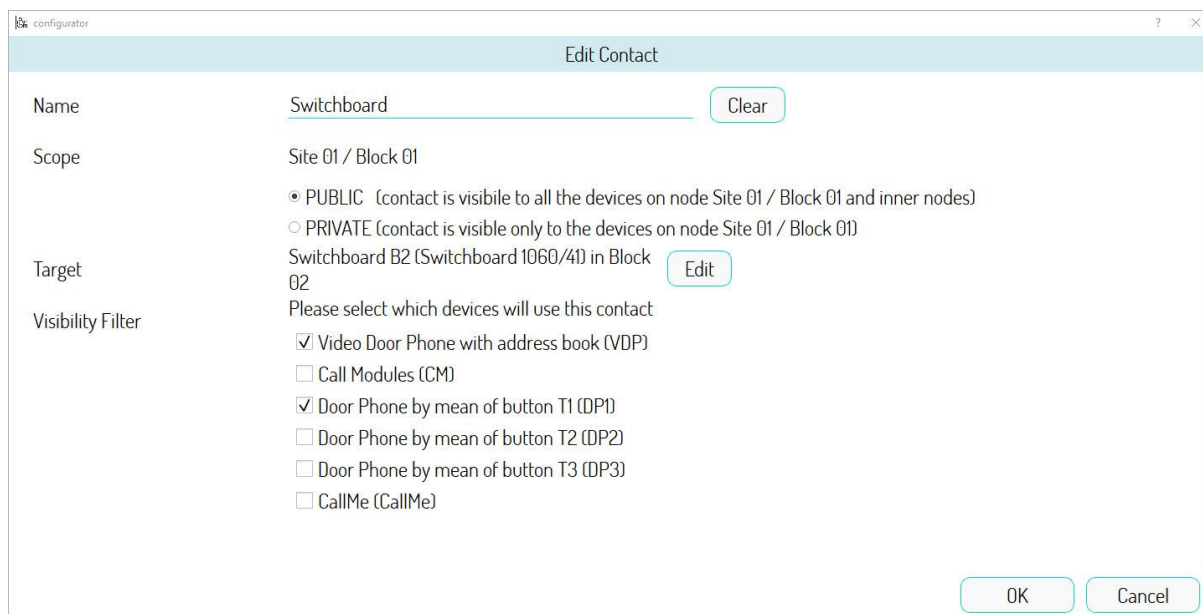 configurator ? ×
Edit Contact
Name Switchboard Clear
Scope Site 01 / Block 01
PUBLIC (contact is visibile to all the devices on node Site 01 / Block 01 and inner nodes)
PRIVATE (contact is visible only to the devices on node Site 01 / Block 01)
Target Switchboard B2 (Switchboard 1060/41) in Block
02
Edit
Visibility Filter Please select which devices will use this contact
Video Door Phone with address book (VDP)
Call Modules (CM)
Door Phone by mean of button T1 (DP1)
Door Phone by mean of button T2 (DP2)
Door Phone by mean of button T3 (DP3)
CallMe (CallMe)
OK Cancel